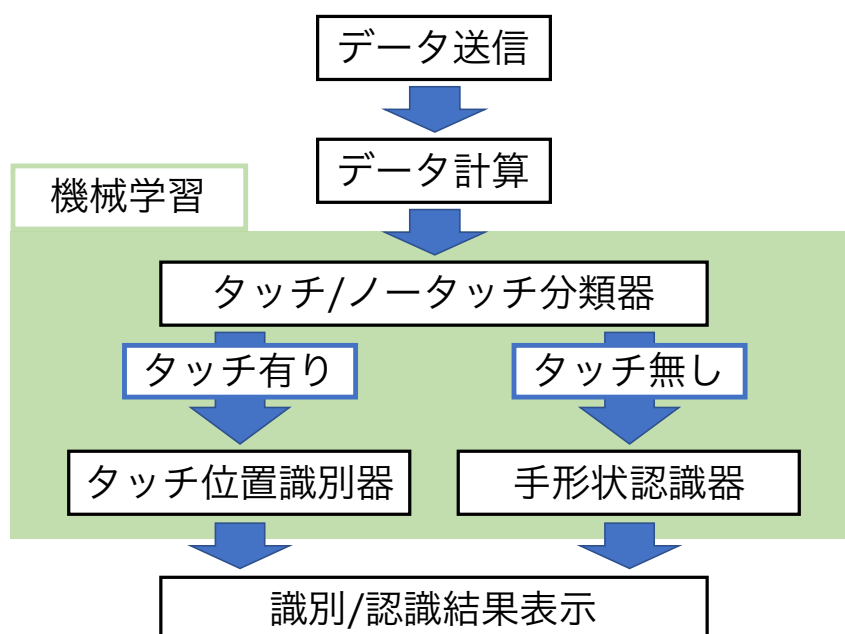 データ送信
データ計算
機械学習
タッチ/ノータッチ分類器
タッチ有り
タッチ無し
タッチ位置識別器
手形状認識器
識別/認識結果表示